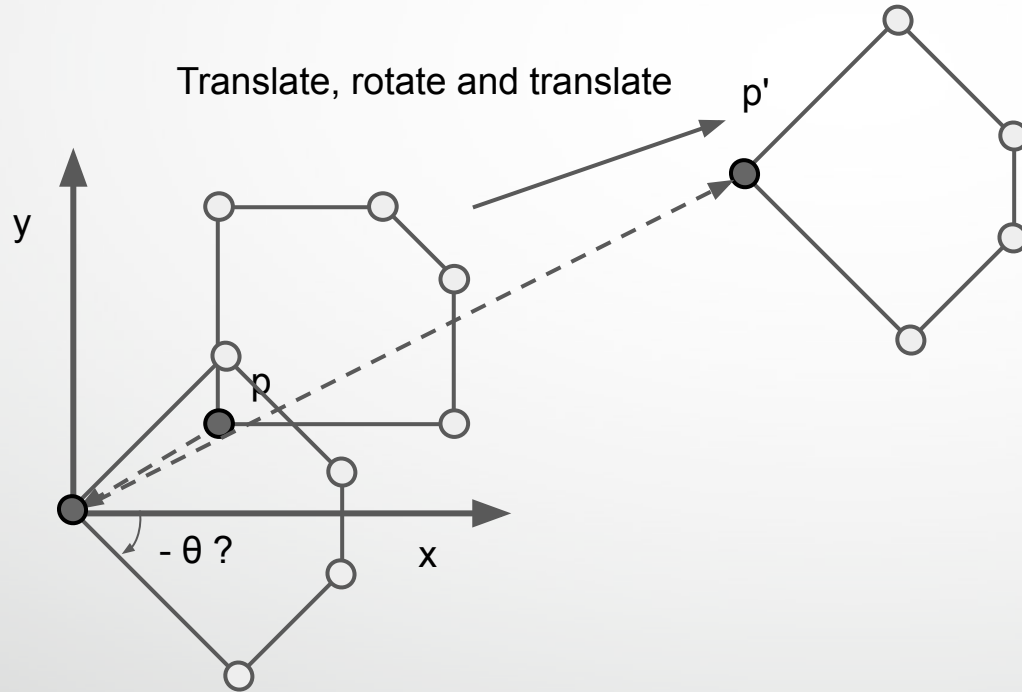 Translate, rotate and translate
p'
y
p
- θ ?
x